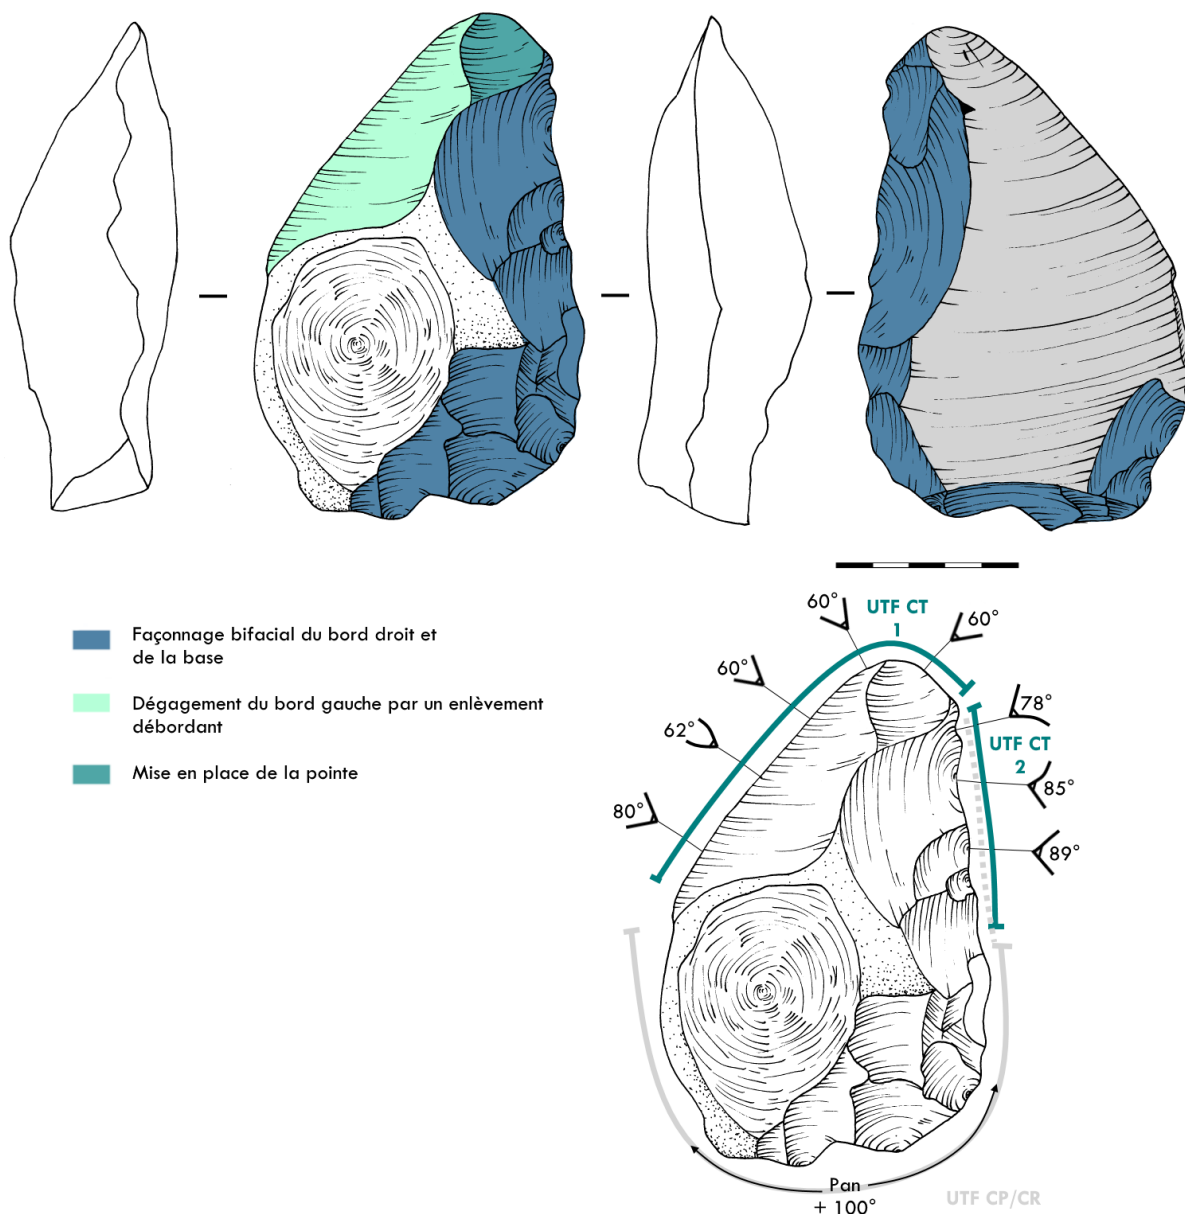 Façonnage bifacial du bord droit et
de la base
Dégagement du bord gauche par un enlèvement
débordant
Mise en place de la pointe
60°
UTF CT
1
60°
60°
62°
80°
78°
UTF CT
2
85°
89°
Pan
+ 100°
UTF CP/CR